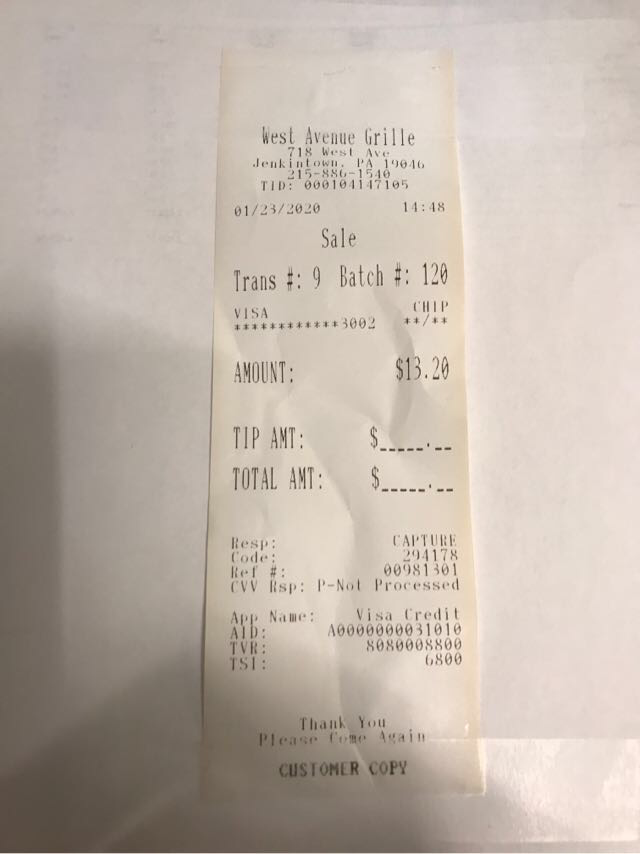 West Avenue Grille
718 West Ave
Jenkintown, PA 19046
215-886-1540
TID: 000104147105
01/23/2020 14:48
Sale
Trans #: 9 Batch #: 120
VISA CHIP
************3002 **/**
AMOUNT: $13.20
TIP AMT: $_____.__
TOTAL AMT: $_____.__
Resp: CAPTURE
Code: 294178
Ref #: 00981301
CVV Rsp: P-Not Processed
App Name: Visa Credit
AID: A0000000031010
TVR: 8080008800
TSI: 6800
Thank You
Please Come Again
CUSTOMER COPY